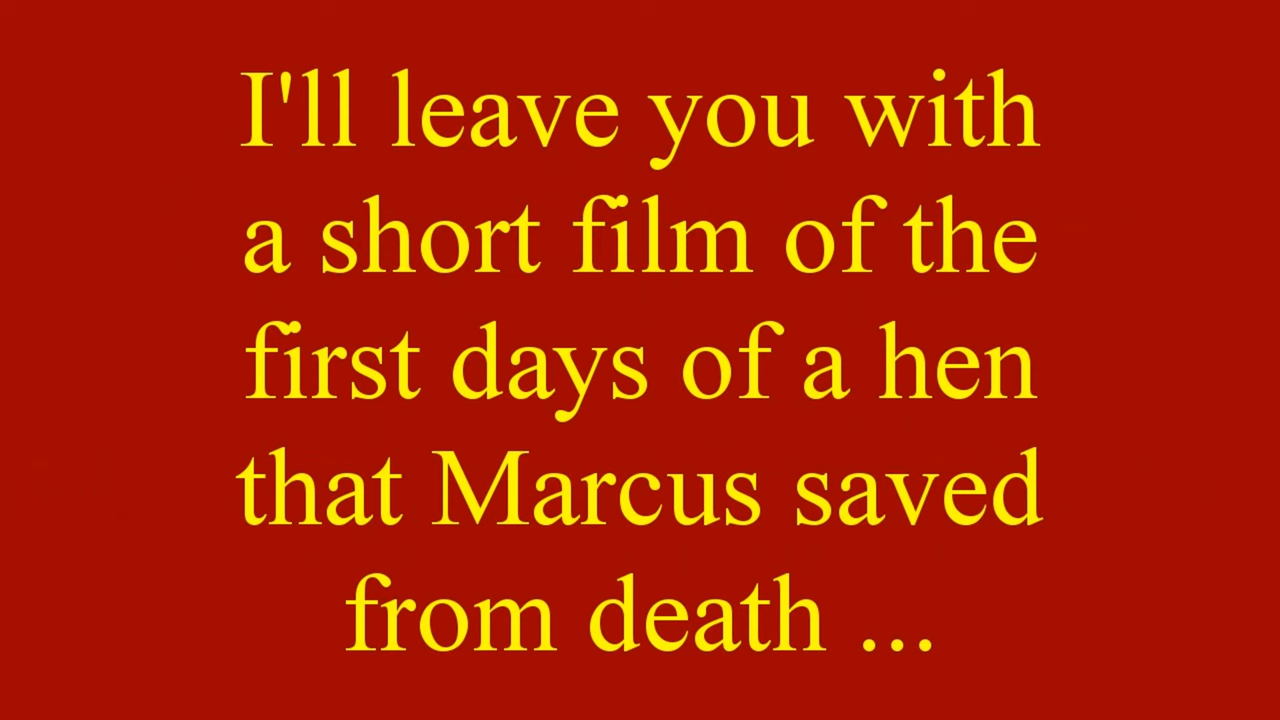 I'll leave you with
a short film of the
first days of a hen
that Marcus saved
from death ...